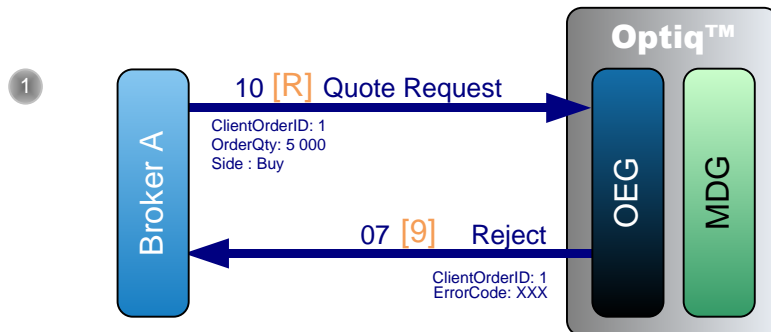 Optiq™
1
10 [R] Quote Request
ClientOrderID: 1
OrderQty: 5 000
Side : Buy
Broker A
OEG
MDG
07 [9] Reject
ClientOrderID: 1
ErrorCode: XXX